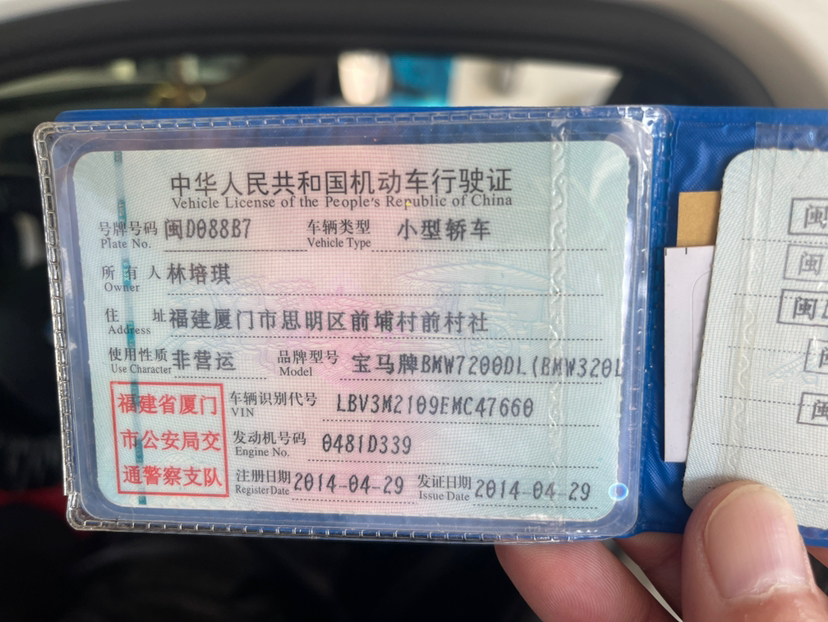 中华人民共和国机动车行驶证
Vehicle License of the People's Republic of China
号牌号码 闽D088B7 车辆类型 小型轿车
Plate No. Vehicle Type
所有人 林培琪
Owner
住址 福建厦门市思明区前埔村前村社
Address
使用性质 非营运 品牌型号 宝马牌BMW7200DL(BMW320L
Use Character Model
福建省厦门
市公安局交
通警察支队
车辆识别代号 LBV3M2109EMC47660
VIN
发动机号码 0481D339
Engine No.
注册日期 2014-04-29 发证日期 2014-04-29
Register Date Issue Date
闽
闽
闽
闽
闽